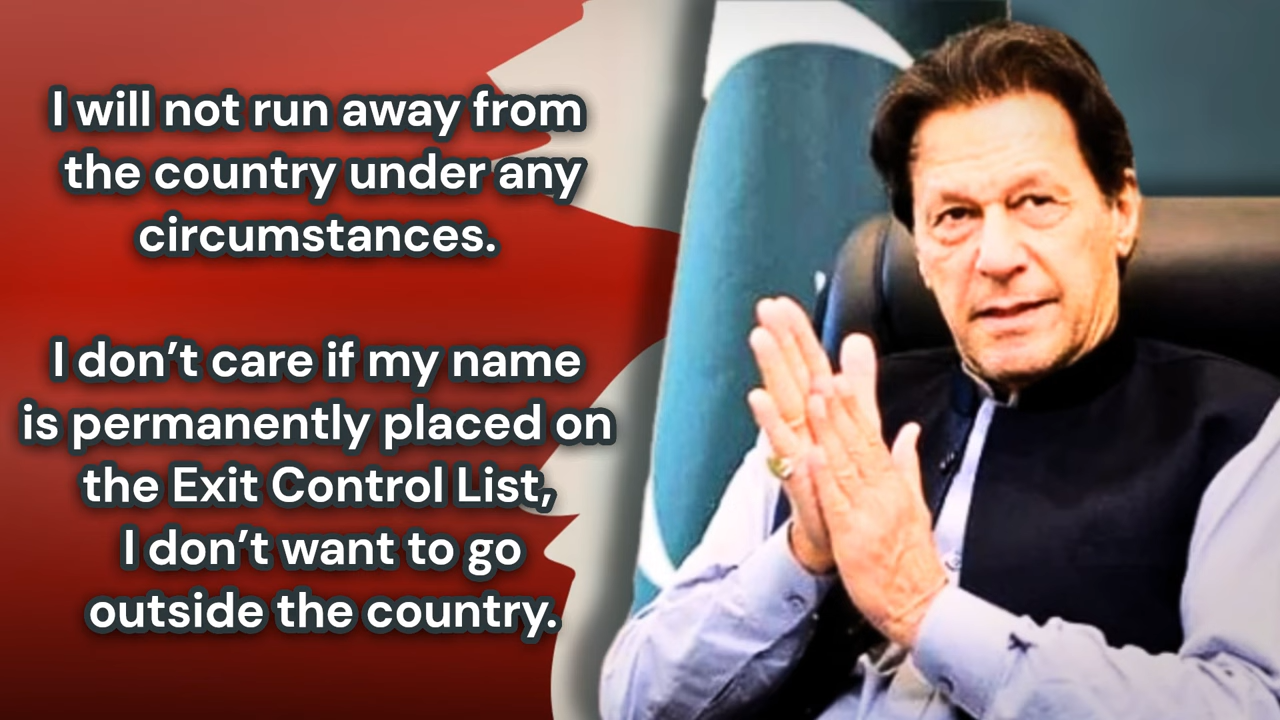 I will not run away from
the country under any
circumstances.
I don’t care if my name
is permanently placed on
the Exit Control List,
I don’t want to go
outside the country.